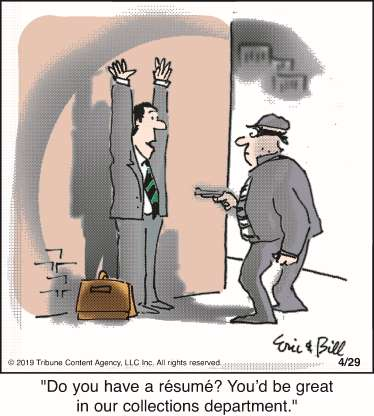 Eric & Bill
© 2019 Tribune Content Agency, LLC Inc. All rights reserved.
4/29
"Do you have a résumé? You'd be great
in our collections department."